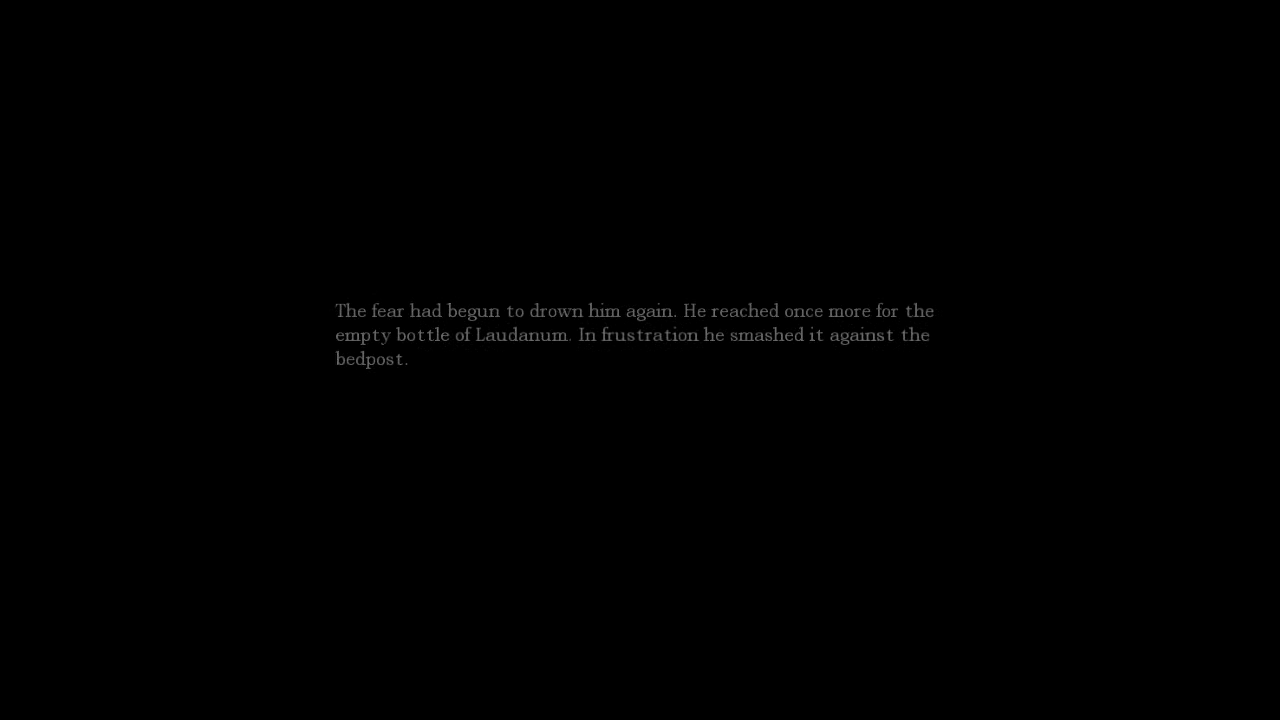 The fear had begun to drown him again. He reached once more for the
empty bottle of Laudanum. In frustration he smashed it against the
bedpost.